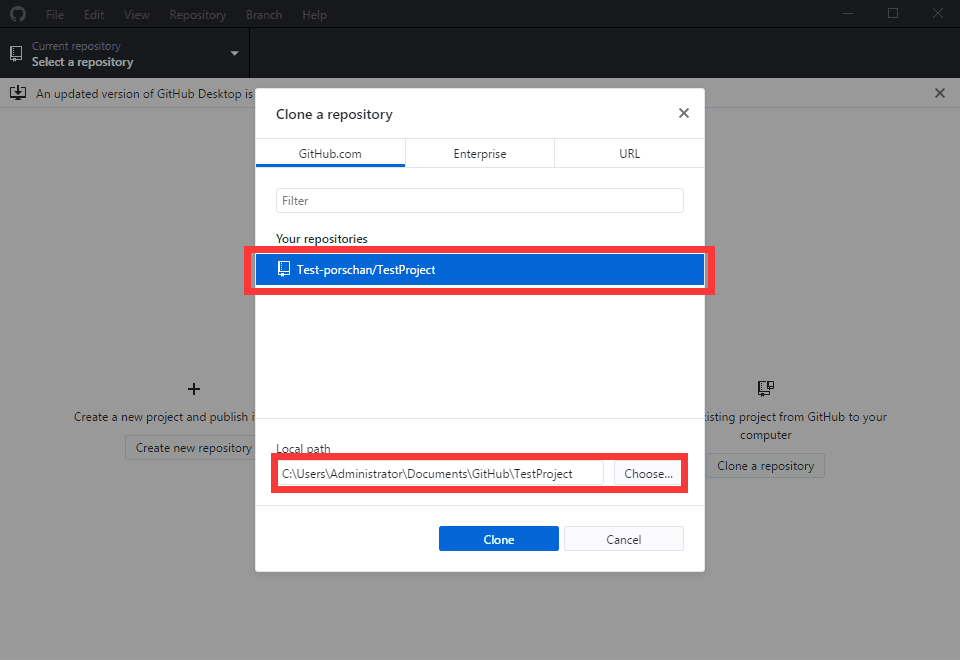 File Edit View Repository Branch Help
Current repository
Select a repository
An updated version of GitHub Desktop is
Clone a repository
GitHub.com Enterprise URL
Filter
Your repositories
Test-porschan/TestProject
Create a new project and publish
Create new repository
project from GitHub to your
computer
Clone a repository
Local path
C:\Users\Administrator\Documents\GitHub\TestProject Choose...
Clone Cancel